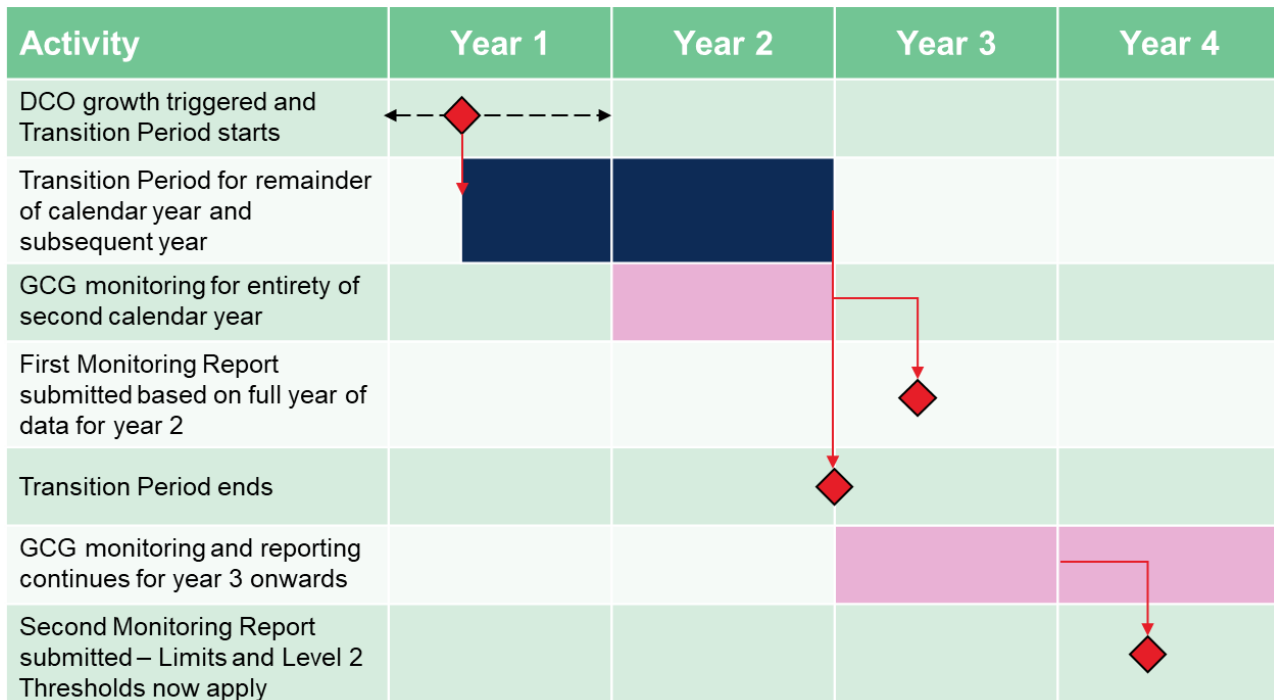 Activity Year 1 Year 2 Year 3 Year 4
DCO growth triggered and
Transition Period starts
Transition Period for remainder
of calendar year and
subsequent year
GCG monitoring for entirety of
second calendar year
First Monitoring Report
submitted based on full year of
data for year 2
Transition Period ends
GCG monitoring and reporting
continues for year 3 onwards
Second Monitoring Report
submitted – Limits and Level 2
Thresholds now apply